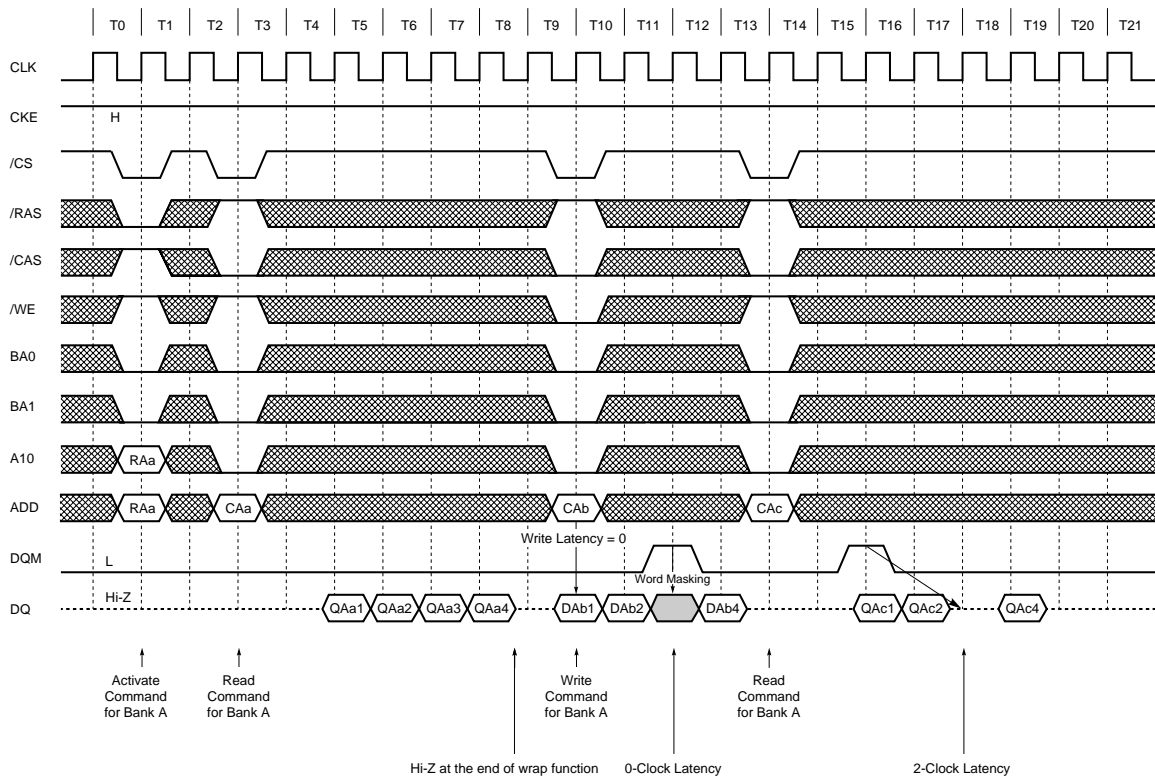 T0 T1 T2 T3 T4 T5 T6 T7 T8 T9 T10 T11 T12 T13 T14 T15 T16 T17 T18 T19 T20 T21
CLK
CKE H
/CS
/RAS
/CAS
/WE
BA0
BA1
A10 RAa
ADD RAa CAa CAb CAc
Write Latency = 0
DQM L
Word Masking
Hi-Z
DQ QAa1 QAa2 QAa3 QAa4 DAb1 DAb2 DAb4 QAc1 QAc2 QAc4
Activate Read Write Read
Command Command Command Command
for Bank A for Bank A for Bank A for Bank A
Hi-Z at the end of wrap function 0-Clock Latency 2-Clock Latency